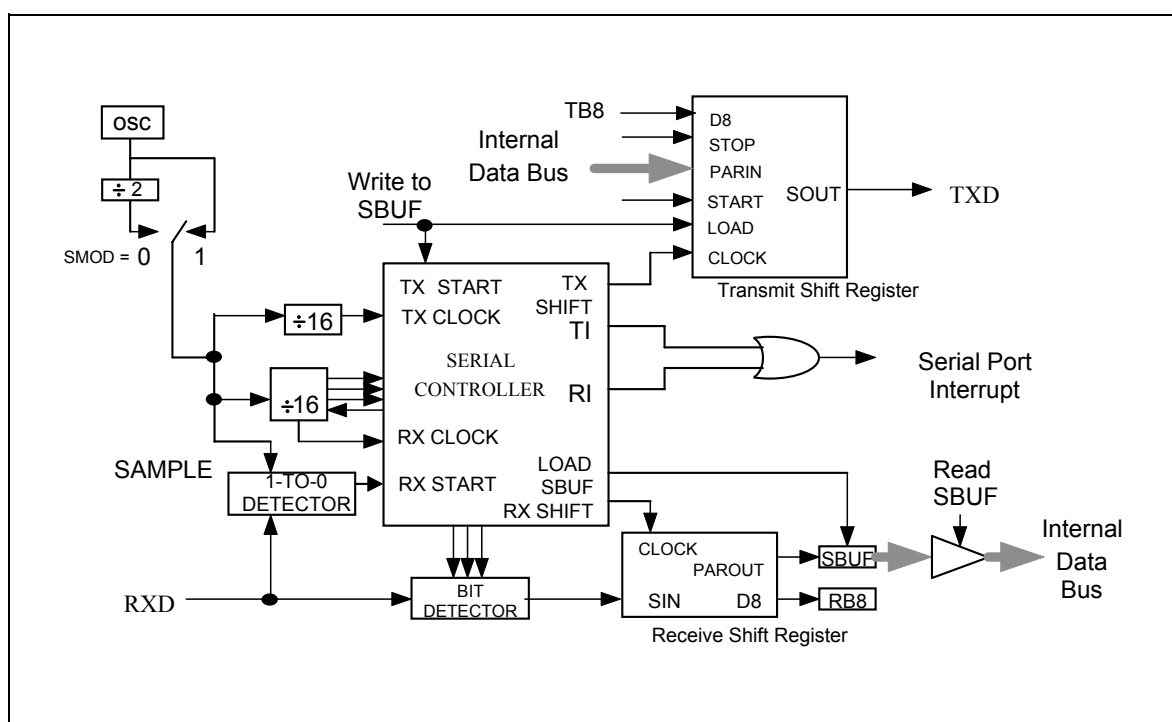 OSC
÷ 2
SMOD = 0
1
Write to
SBUF
TB8
Internal
Data Bus
D8
STOP
PARIN
START
LOAD
CLOCK
SOUT
TXD
Transmit Shift Register
÷16
÷16
TX START
TX CLOCK
SERIAL
CONTROLLER
RX CLOCK
RX START
TX
SHIFT
TI
RI
LOAD
SBUF
RX SHIFT
Serial Port
Interrupt
SAMPLE
1-TO-0
DETECTOR
RXD
BIT
DETECTOR
CLOCK
PAROUT
SIN
D8
Receive Shift Register
SBUF
RB8
Read
SBUF
Internal
Data
Bus